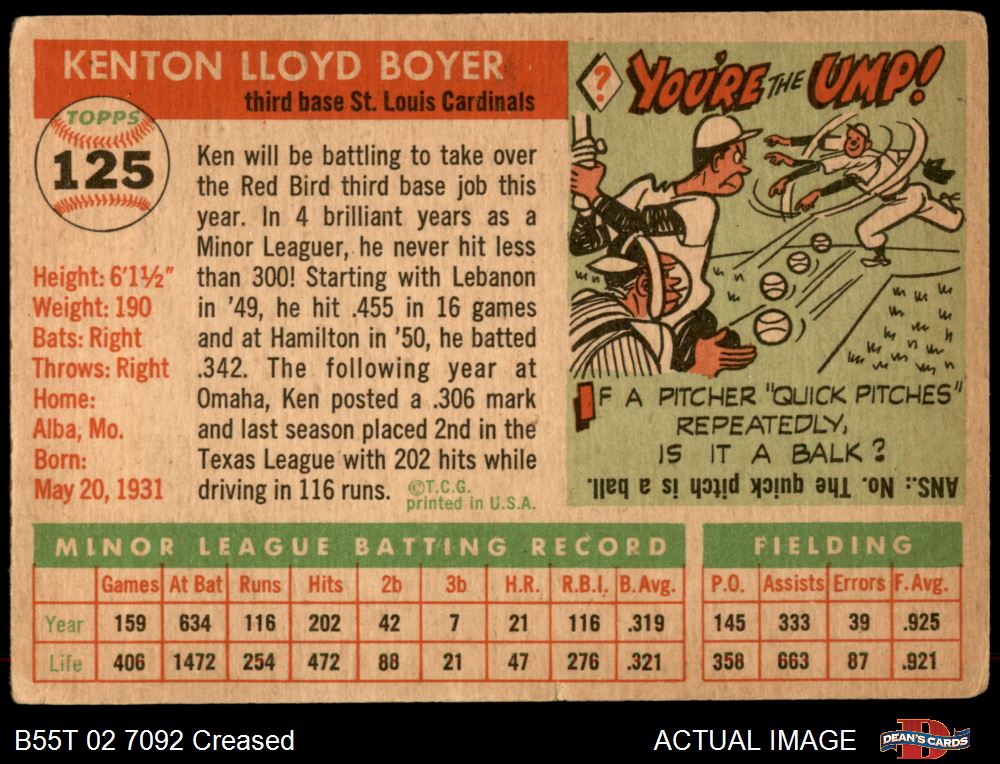 KENTON LLOYD BOYER
third base St. Louis Cardinals
TOPPS
125
Height: 6'1½"
Weight: 190
Bats: Right
Throws: Right
Home:
Alba, Mo.
Born:
May 20, 1931
Ken will be battling to take over
the Red Bird third base job this
year. In 4 brilliant years as a
Minor Leaguer, he never hit less
than 300! Starting with Lebanon
in '49, he hit .455 in 16 games
and at Hamilton in '50, he batted
.342. The following year at
Omaha, Ken posted a .306 mark
and last season placed 2nd in the
Texas League with 202 hits while
driving in 116 runs.
©T.C.G.
printed in U.S.A.
? YOU'RE THE UMP!
IF A PITCHER "QUICK PITCHES"
REPEATEDLY,
IS IT A BALK?
ANS.: No. The quick pitch is a ball.
MINOR LEAGUE BATTING RECORD
Games At Bat Runs Hits 2b 3b H.R. R.B.I. B.Avg.
Year 159 634 116 202 42 7 21 116 .319
Life 406 1472 254 472 88 21 47 276 .321
FIELDING
P.O. Assists Errors F.Avg.
145 333 39 .925
358 663 87 .921
B55T 02 7092 Creased
ACTUAL IMAGE
D
DEAN'S CARDS